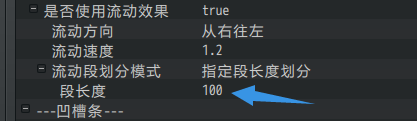 是否使用流动效果 true
流动方向 从右往左
流动速度 1.2
流动段划分模式 指定段长度划分
段长度 100
---凹槽条---